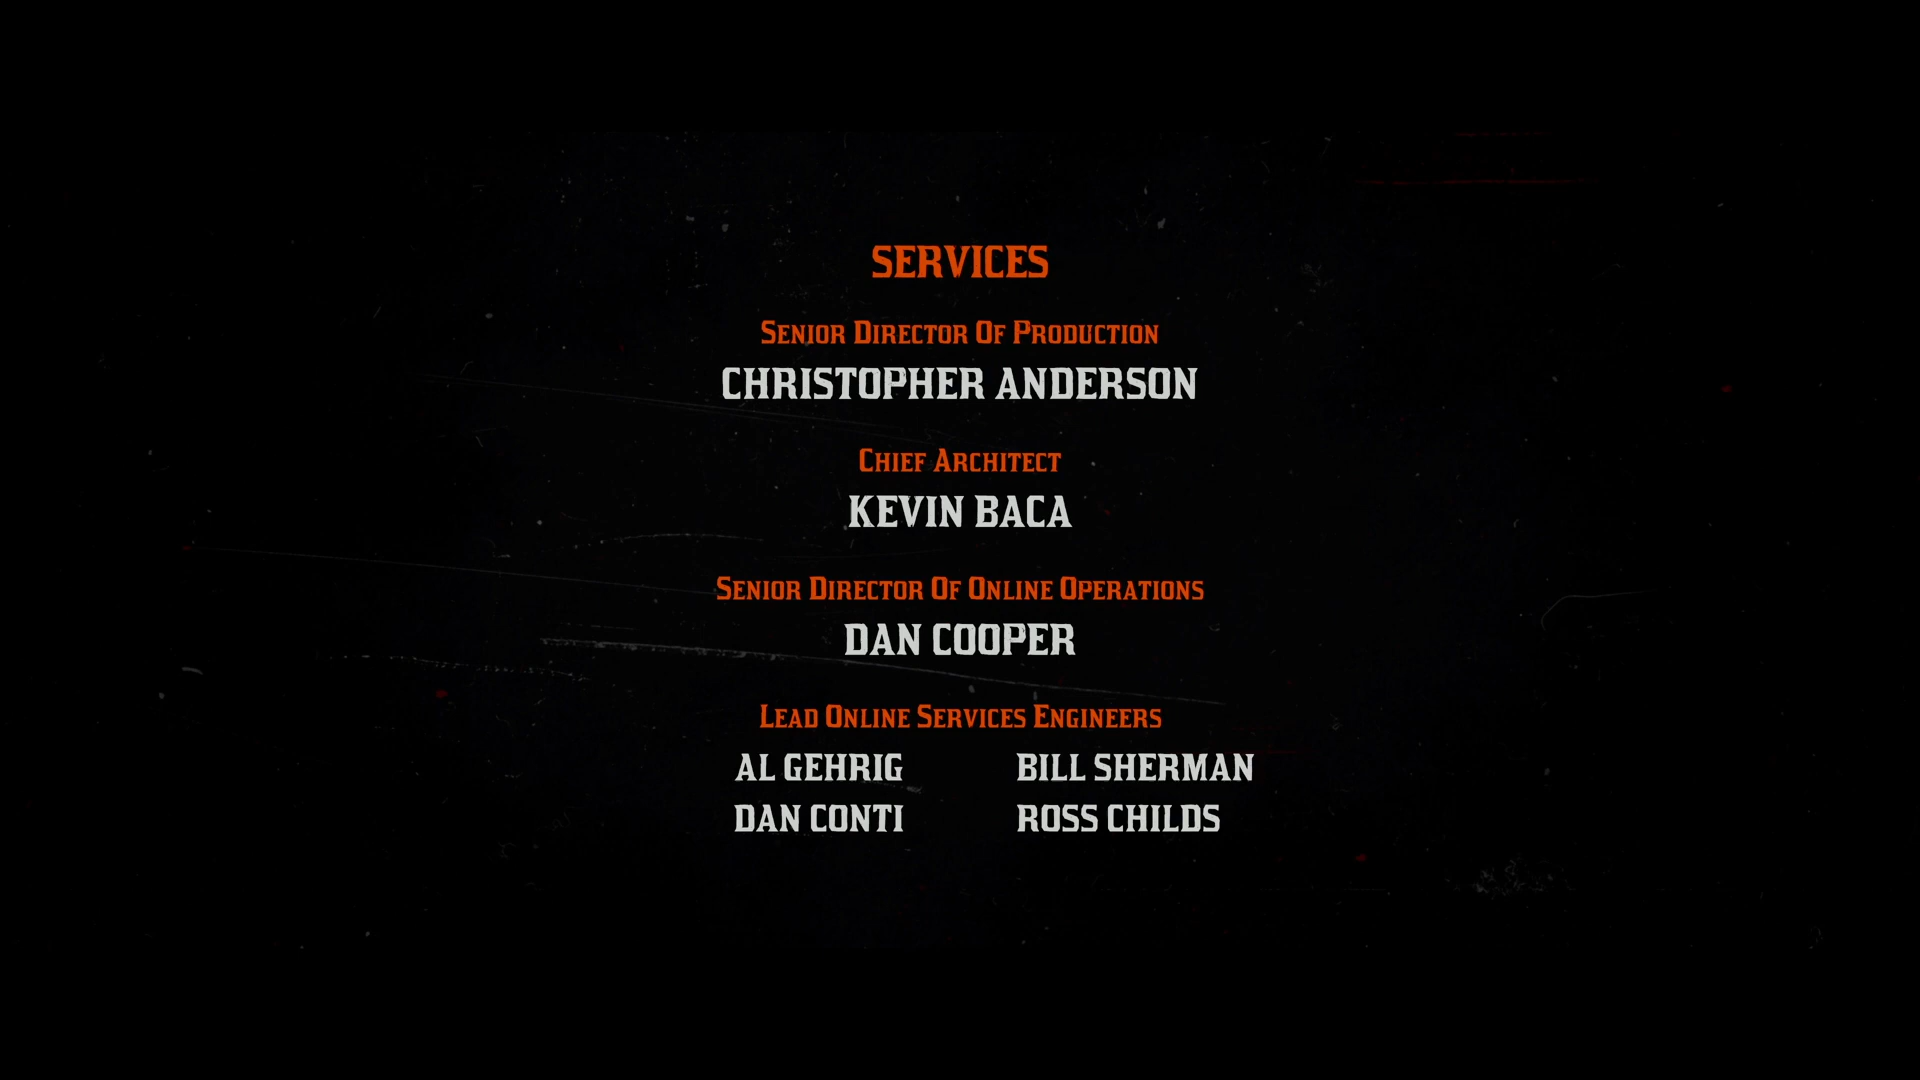 SERVICES
Senior Director Of Production
CHRISTOPHER ANDERSON
Chief Architect
KEVIN BACA
Senior Director Of Online Operations
DAN COOPER
Lead Online Services Engineers
AL GEHRIG BILL SHERMAN
DAN CONTI ROSS CHILDS